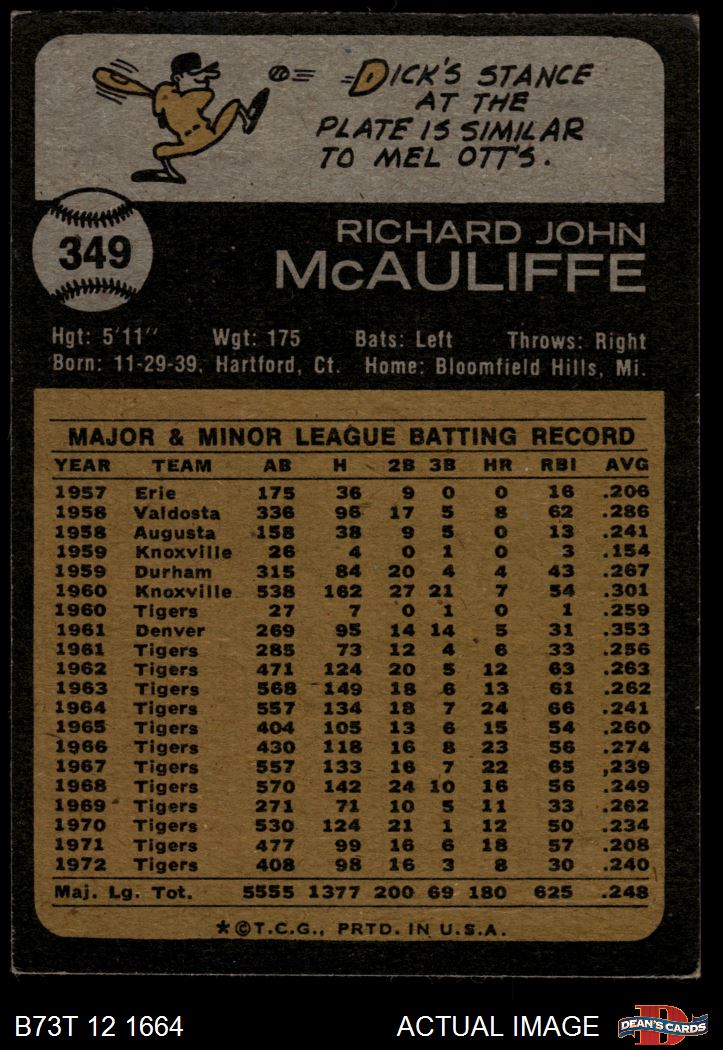 DICK'S STANCE
AT THE
PLATE IS SIMILAR
TO MEL OTT'S.
349
RICHARD JOHN
McAULIFFE
Hgt: 5'11" Wgt: 175 Bats: Left Throws: Right
Born: 11-29-39, Hartford, Ct. Home: Bloomfield Hills, Mi.
MAJOR & MINOR LEAGUE BATTING RECORD
YEAR TEAM AB H 2B 3B HR RBI AVG
1957 Erie 175 36 9 0 0 16 .206
1958 Valdosta 336 96 17 5 8 62 .286
1958 Augusta 158 38 9 5 0 13 .241
1959 Knoxville 26 4 0 1 0 3 .154
1959 Durham 315 84 20 4 4 43 .267
1960 Knoxville 538 162 27 21 7 54 .301
1960 Tigers 27 7 0 1 0 1 .259
1961 Denver 269 95 14 14 5 31 .353
1961 Tigers 285 73 12 4 6 33 .256
1962 Tigers 471 124 20 5 12 63 .263
1963 Tigers 568 149 18 6 13 61 .262
1964 Tigers 557 134 18 7 24 66 .241
1965 Tigers 404 105 13 6 15 54 .260
1966 Tigers 430 118 16 8 23 56 .274
1967 Tigers 557 133 16 7 22 65 ,239
1968 Tigers 570 142 24 10 16 56 .249
1969 Tigers 271 71 10 5 11 33 .262
1970 Tigers 530 124 21 1 12 50 .234
1971 Tigers 477 99 16 6 18 57 .208
1972 Tigers 408 98 16 3 8 30 .240
Maj. Lg. Tot. 5555 1377 200 69 180 625 .248
*©T.C.G., PRTD. IN U.S.A.
B73T 12 1664 ACTUAL IMAGE D DEAN'S CARDS